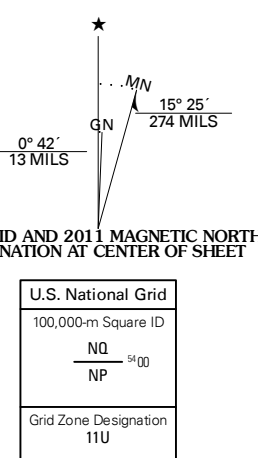 ★
MN
15° 25´
274 MILS
GN
0° 42´
13 MILS
ID AND 2011 MAGNETIC NORTH
NATION AT CENTER OF SHEET
U.S. National Grid
100,000-m Square ID
NQ
5400
NP
Grid Zone Designation
11U